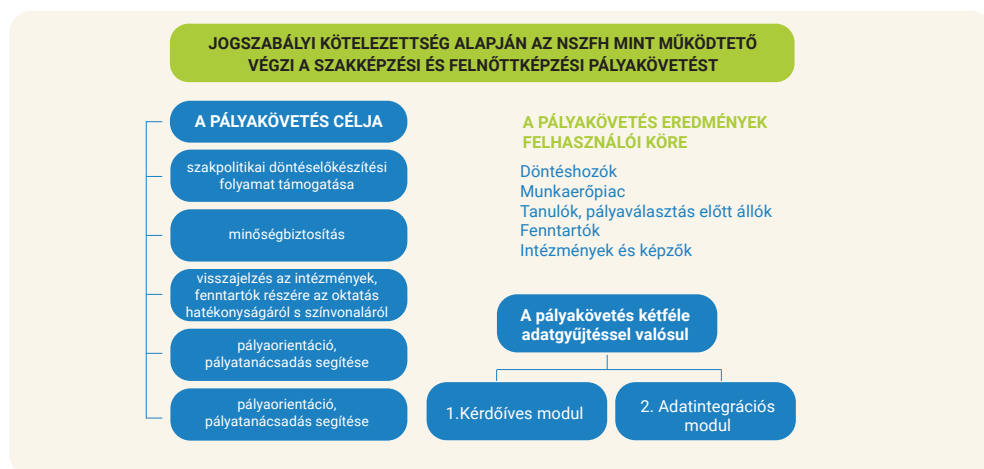 JOGSZABÁLYI KÖTELEZETTSÉG ALAPJÁN AZ NSZFH MINT MŰKÖDTETŐ
VÉGZI A SZAKKÉPZÉSI ÉS FELNŐTTKÉPZÉSI PÁLYAKÖVETÉST
A PÁLYAKÖVETÉS CÉLJA
szakpolitikai döntéselőkészítési
folyamat támogatása
minőségbiztosítás
visszajelzés az intézmények,
fenntartók részére az oktatás
hatékonyságáról s színvonaláról
pályaorientáció,
pályatanácsadás segítése
pályaorientáció,
pályatanácsadás segítése
A PÁLYAKÖVETÉS EREDMÉNYEK
FELHASZNÁLÓI KÖRE
Döntéshozók
Munkaerőpiac
Tanulók, pályaválasztás előtt állók
Fenntartók
Intézmények és képzők
A pályakövetés kétféle
adatgyűjtéssel valósul
1.Kérdőíves modul
2. Adatintegrációs
modul